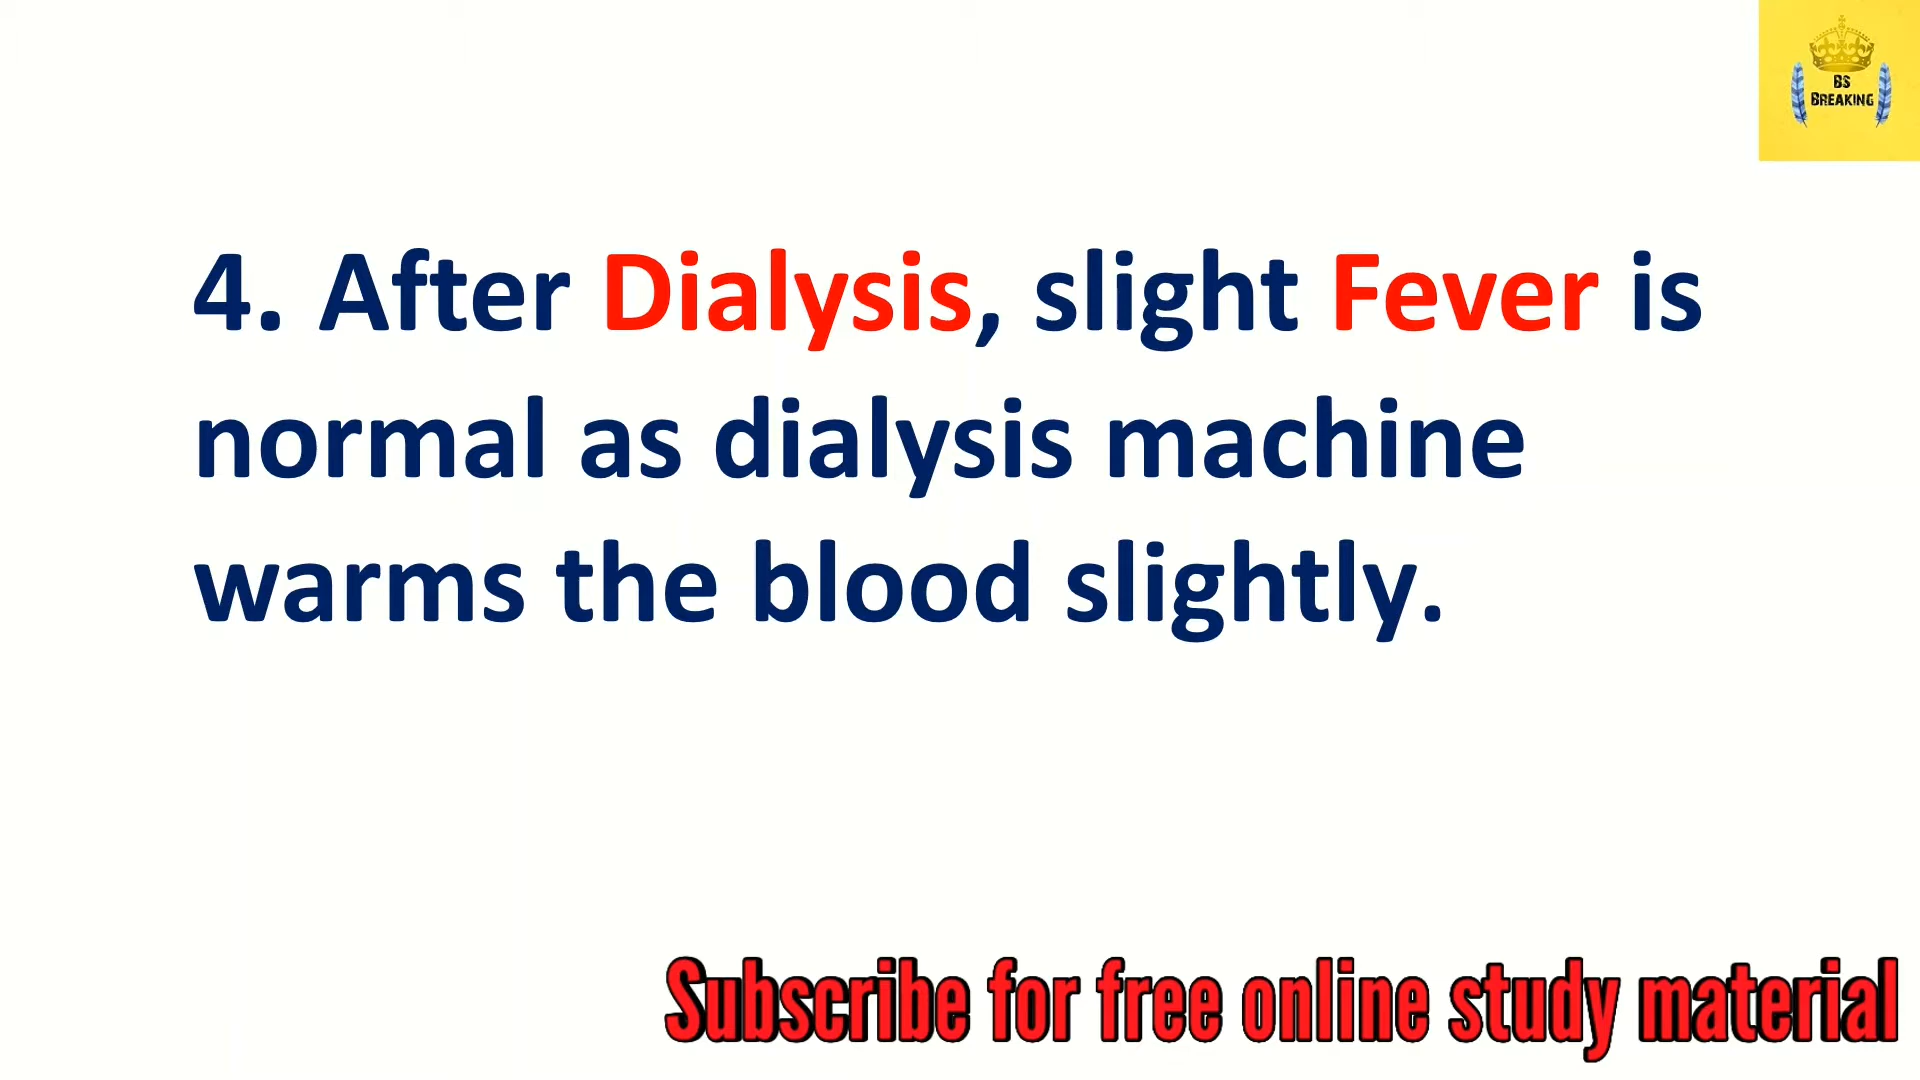 BS
BREAKING
4. After Dialysis, slight Fever is
normal as dialysis machine
warms the blood slightly.
Subscribe for free online study material